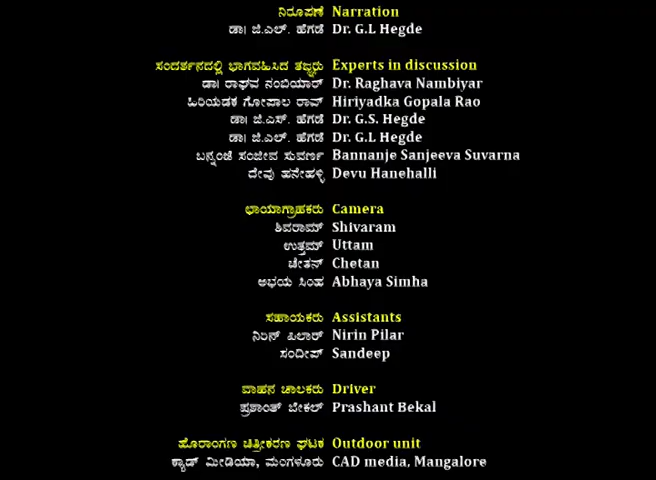 ನಿರೂಪಣೆ Narration
ಡಾ। ಜಿ.ಎಲ್. ಹೆಗಡೆ Dr. G.L Hegde
ಸಂದರ್ಶನದಲ್ಲಿ ಭಾಗವಹಿಸಿದ ತಜ್ಞರು Experts in discussion
ಡಾ। ರಾಘವ ನಂಬಿಯಾರ್ Dr. Raghava Nambiyar
ಹಿರಿಯಡಕ ಗೋಪಾಲ ರಾವ್ Hiriyadka Gopala Rao
ಡಾ। ಜಿ.ಎಸ್. ಹೆಗಡೆ Dr. G.S. Hegde
ಡಾ। ಜಿ.ಎಲ್. ಹೆಗಡೆ Dr. G.L Hegde
ಬನ್ನಂಜೆ ಸಂಜೀವ ಸುವರ್ಣ Bannanje Sanjeeva Suvarna
ದೇವು ಹನೇಹಳ್ಳಿ Devu Hanehalli
ಛಾಯಾಗ್ರಾಹಕರು Camera
ಶಿವರಾಮ್ Shivaram
ಉತ್ತಮ್ Uttam
ಚೇತನ್ Chetan
ಅಭಯ ಸಿಂಹ Abhaya Simha
ಸಹಾಯಕರು Assistants
ನಿರಿನ್ ಪಿಲಾರ್ Nirin Pilar
ಸಂದೀಪ್ Sandeep
ವಾಹನ ಚಾಲಕರು Driver
ಪ್ರಶಾಂತ್ ಬೇಕಲ್ Prashant Bekal
ಹೊರಾಂಗಣ ಚಿತ್ರೀಕರಣ ಘಟಕ Outdoor unit
ಕ್ಯಾಡ್ ಮೀಡಿಯಾ, ಮಂಗಳೂರು CAD media, Mangalore